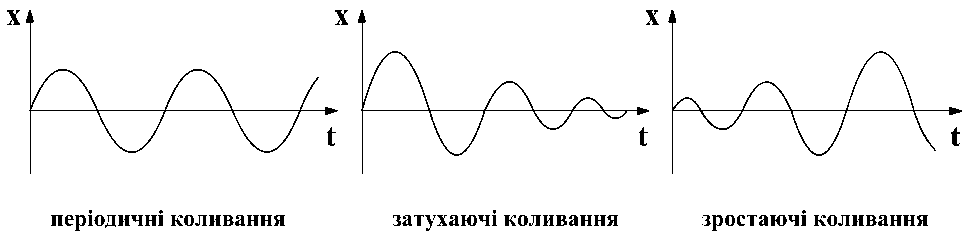 x t
x t
x t
періодичні коливання
затухаючі коливання
зростаючі коливання